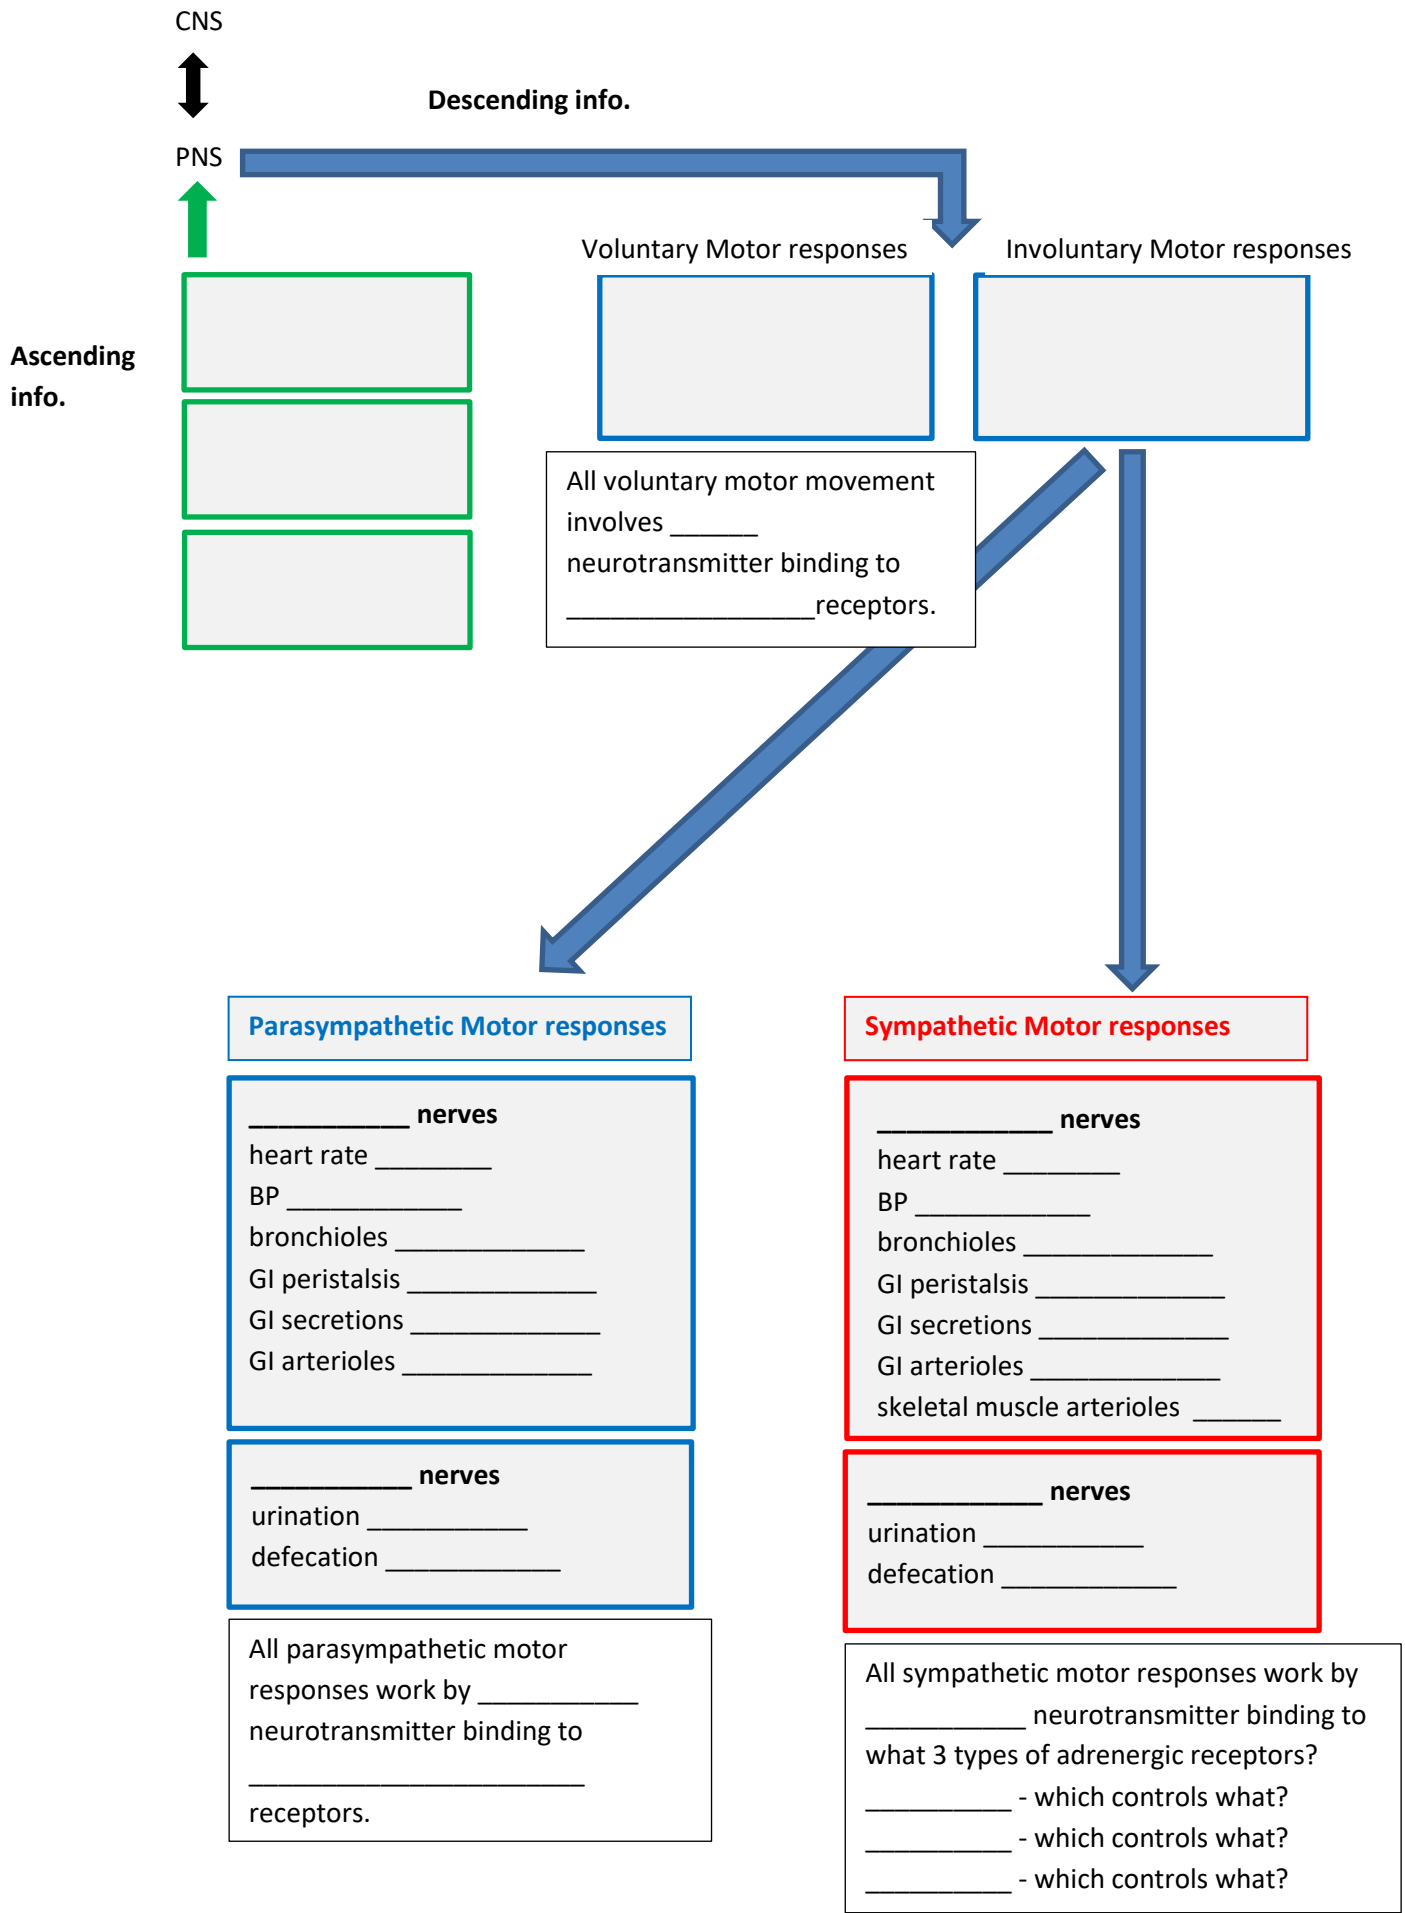 CNS
Descending info.
PNS
Voluntary Motor responses
Involuntary Motor responses
Ascending
info.
All voluntary motor movement
involves ______
neurotransmitter binding to
_________________receptors.
Parasympathetic Motor responses
___________ nerves
heart rate ________
BP ____________
bronchioles _____________
GI peristalsis _____________
GI secretions _____________
GI arterioles _____________
___________ nerves
urination ___________
defecation ____________
All parasympathetic motor
responses work by ___________
neurotransmitter binding to
_______________________
receptors.
Sympathetic Motor responses
____________ nerves
heart rate ________
BP ____________
bronchioles _____________
GI peristalsis _____________
GI secretions _____________
GI arterioles _____________
skeletal muscle arterioles ______
____________ nerves
urination ___________
defecation ____________
All sympathetic motor responses work by
___________ neurotransmitter binding to
what 3 types of adrenergic receptors?
__________ - which controls what?
__________ - which controls what?
__________ - which controls what?